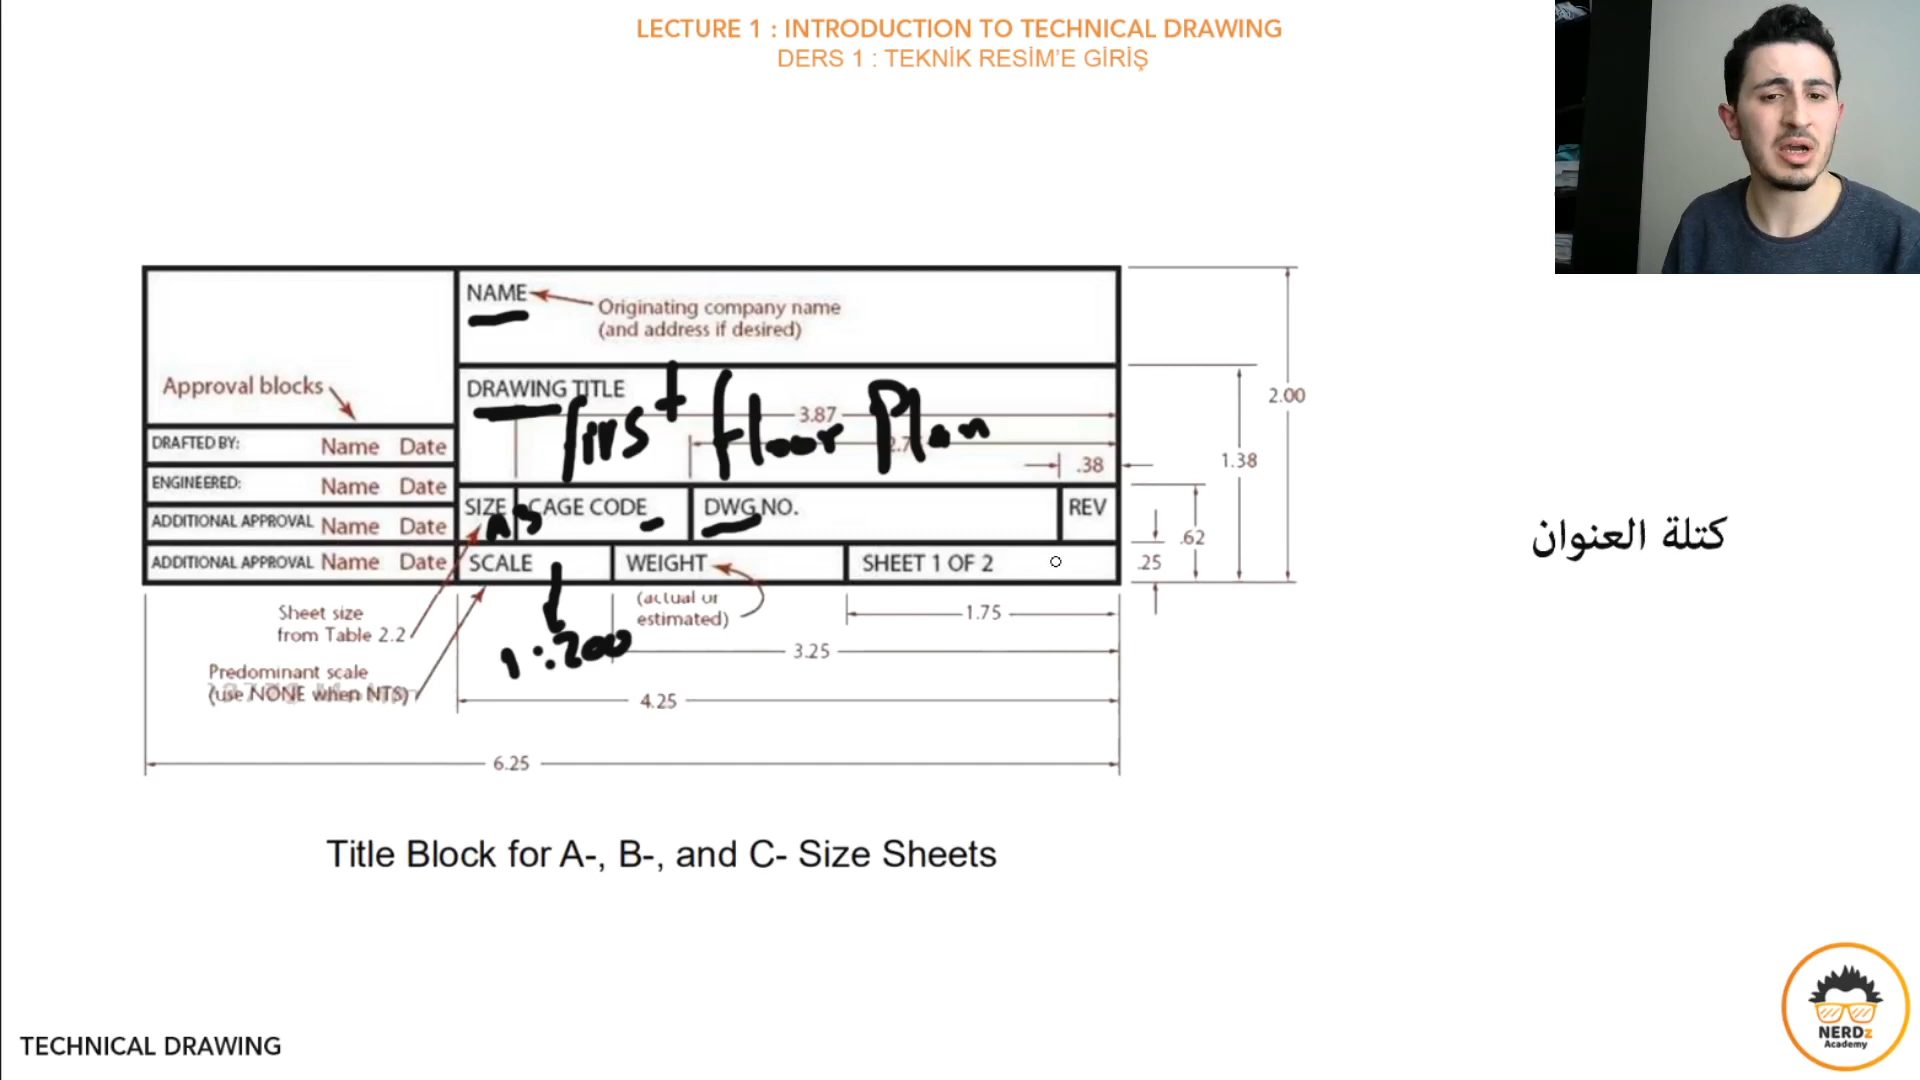 LECTURE 1 : INTRODUCTION TO TECHNICAL DRAWING
DERS 1 : TEKNİK RESİM'E GİRİŞ
NAME
Originating company name
(and address if desired)
Approval blocks
DRAWING TITLE
First floor Plan
3.87
.38
2.00
1.38
.62
.25
DRAFTED BY: Name Date
ENGINEERED: Name Date
ADDITIONAL APPROVAL Name Date
ADDITIONAL APPROVAL Name Date
SIZE CAGE CODE DWG NO. REV
SCALE WEIGHT SHEET 1 OF 2
Sheet size
from Table 2.2
(actual or
estimated)
1:200
1.75
3.25
Predominant scale
(use NONE when NTS)
4.25
6.25
كتلة العنوان
Title Block for A-, B-, and C- Size Sheets
TECHNICAL DRAWING
NERDz
Academy